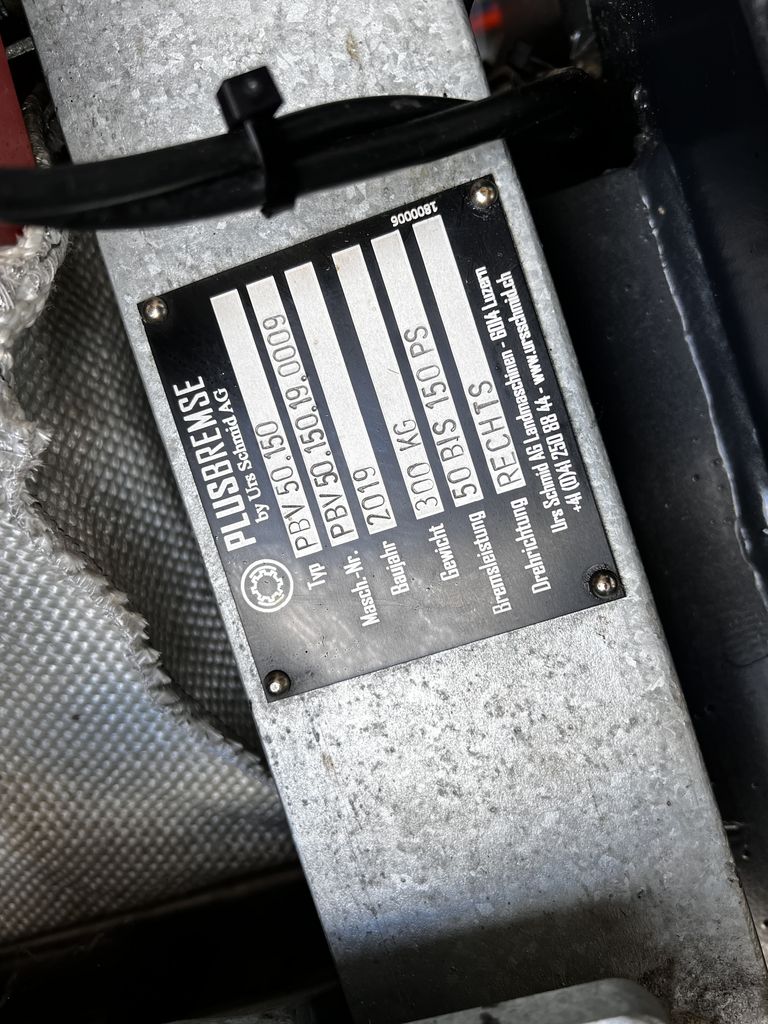 PLUSBREMSE
by Urs Schmid AG
Typ PBV 50.150
Masch-Nr. PBV 50.150.19.0009
Baujahr 2019
Gewicht 300 KG
Bremsleistung 50 BIS 150 PS
Drehrichtung RECHTS
Urs Schmid AG Landmaschinen - 6014 Luzern
+41 (0)41 250 88 44 - www.ursschmid.ch
1800006